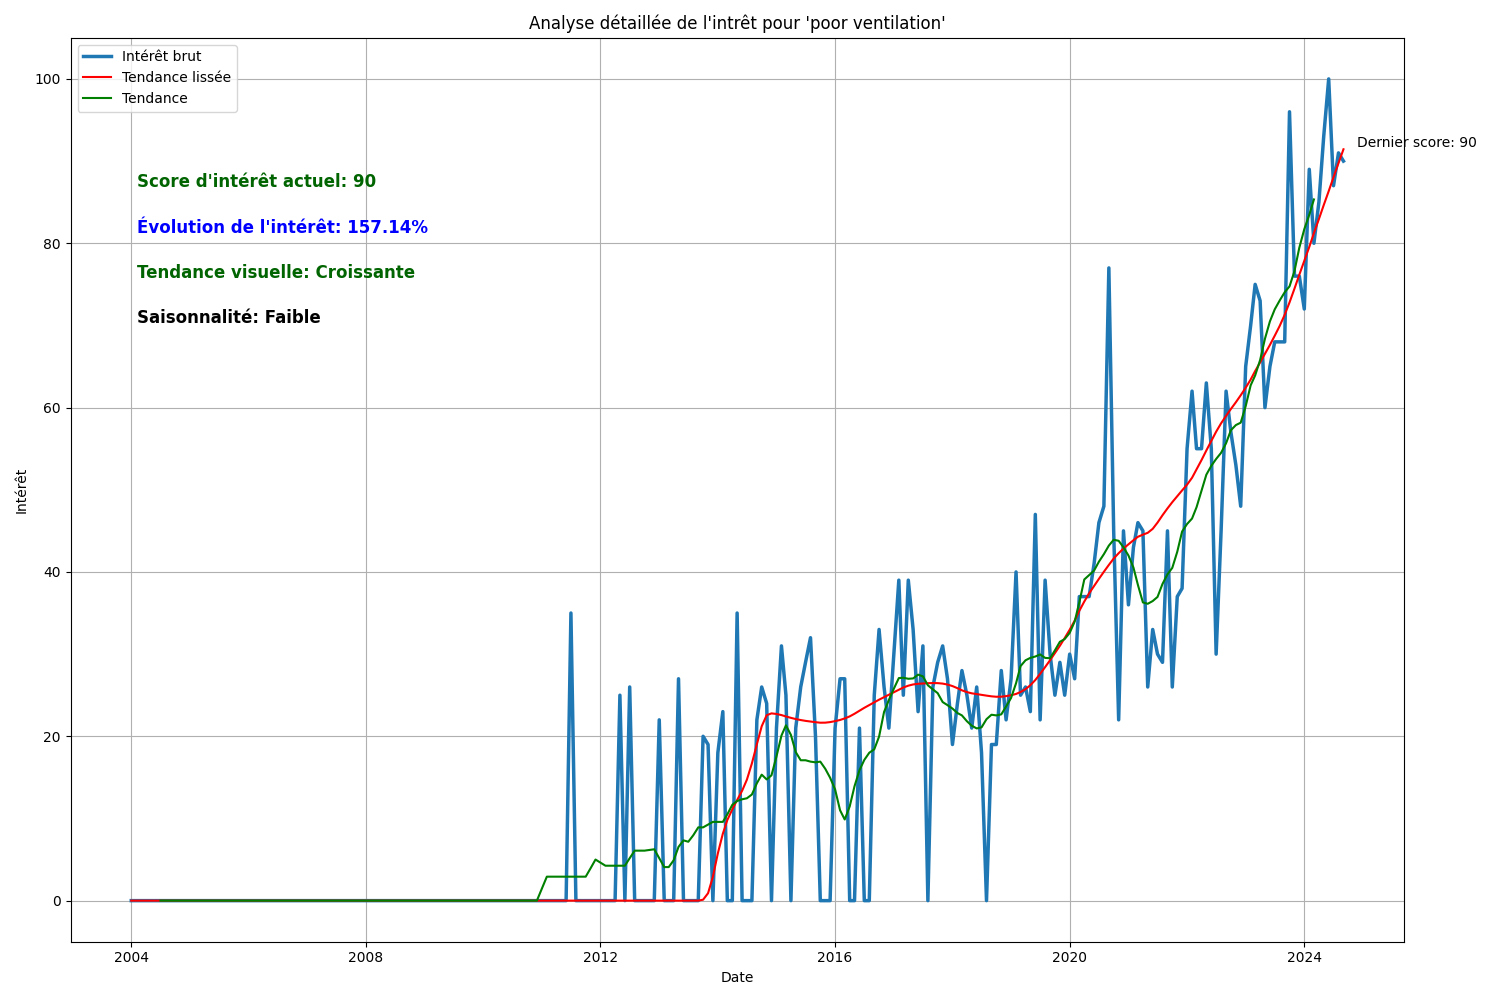 Analyse détaillée de l'intrêt pour 'poor ventilation'
Intérêt brut
Tendance lissée
Tendance
Score d'intérêt actuel: 90
Évolution de l'intérêt: 157.14%
Tendance visuelle: Croissante
Saisonnalité: Faible
Dernier score: 90
100
80
60
40
20
0
Intérêt
2004
2008
2012
2016
2020
2024
Date